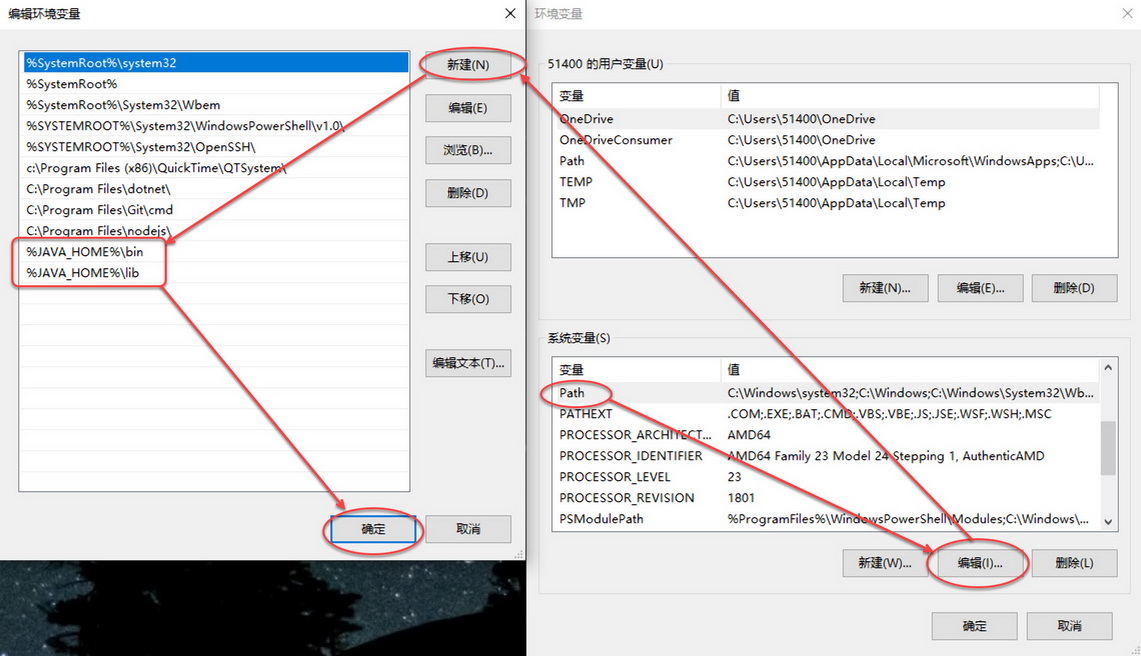 编辑环境变量
%SystemRoot%\system32
%SystemRoot%
%SystemRoot%\System32\Wbem
%SYSTEMROOT%\System32\WindowsPowerShell\v1.0\
%SYSTEMROOT%\System32\OpenSSH\
c:\Program Files (x86)\QuickTime\QTSystem\
C:\Program Files\dotnet\
C:\Program Files\Git\cmd
C:\Program Files\nodejs\
%JAVA_HOME%\bin
%JAVA_HOME%\lib
新建(N)
编辑(E)
浏览(B)...
删除(D)
上移(U)
下移(O)
编辑文本(T)...
确定
取消
环境变量
51400 的用户变量(U)
变量 值
OneDrive C:\Users\51400\OneDrive
OneDriveConsumer C:\Users\51400\OneDrive
Path C:\Users\51400\AppData\Local\Microsoft\WindowsApps;C:\U...
TEMP C:\Users\51400\AppData\Local\Temp
TMP C:\Users\51400\AppData\Local\Temp
新建(N)... 编辑(E)... 删除(D)
系统变量(S)
变量 值
Path C:\Windows\system32;C:\Windows;C:\Windows\System32\Wb...
PATHEXT .COM;.EXE;.BAT;.CMD;.VBS;.VBE;.JS;.JSE;.WSF;.WSH;.MSC
PROCESSOR_ARCHITECT... AMD64
PROCESSOR_IDENTIFIER AMD64 Family 23 Model 24 Stepping 1, AuthenticAMD
PROCESSOR_LEVEL 23
PROCESSOR_REVISION 1801
PSModulePath %ProgramFiles%\WindowsPowerShell\Modules;C:\Windows\...
新建(W)... 编辑(I)... 删除(L)
确定 取消